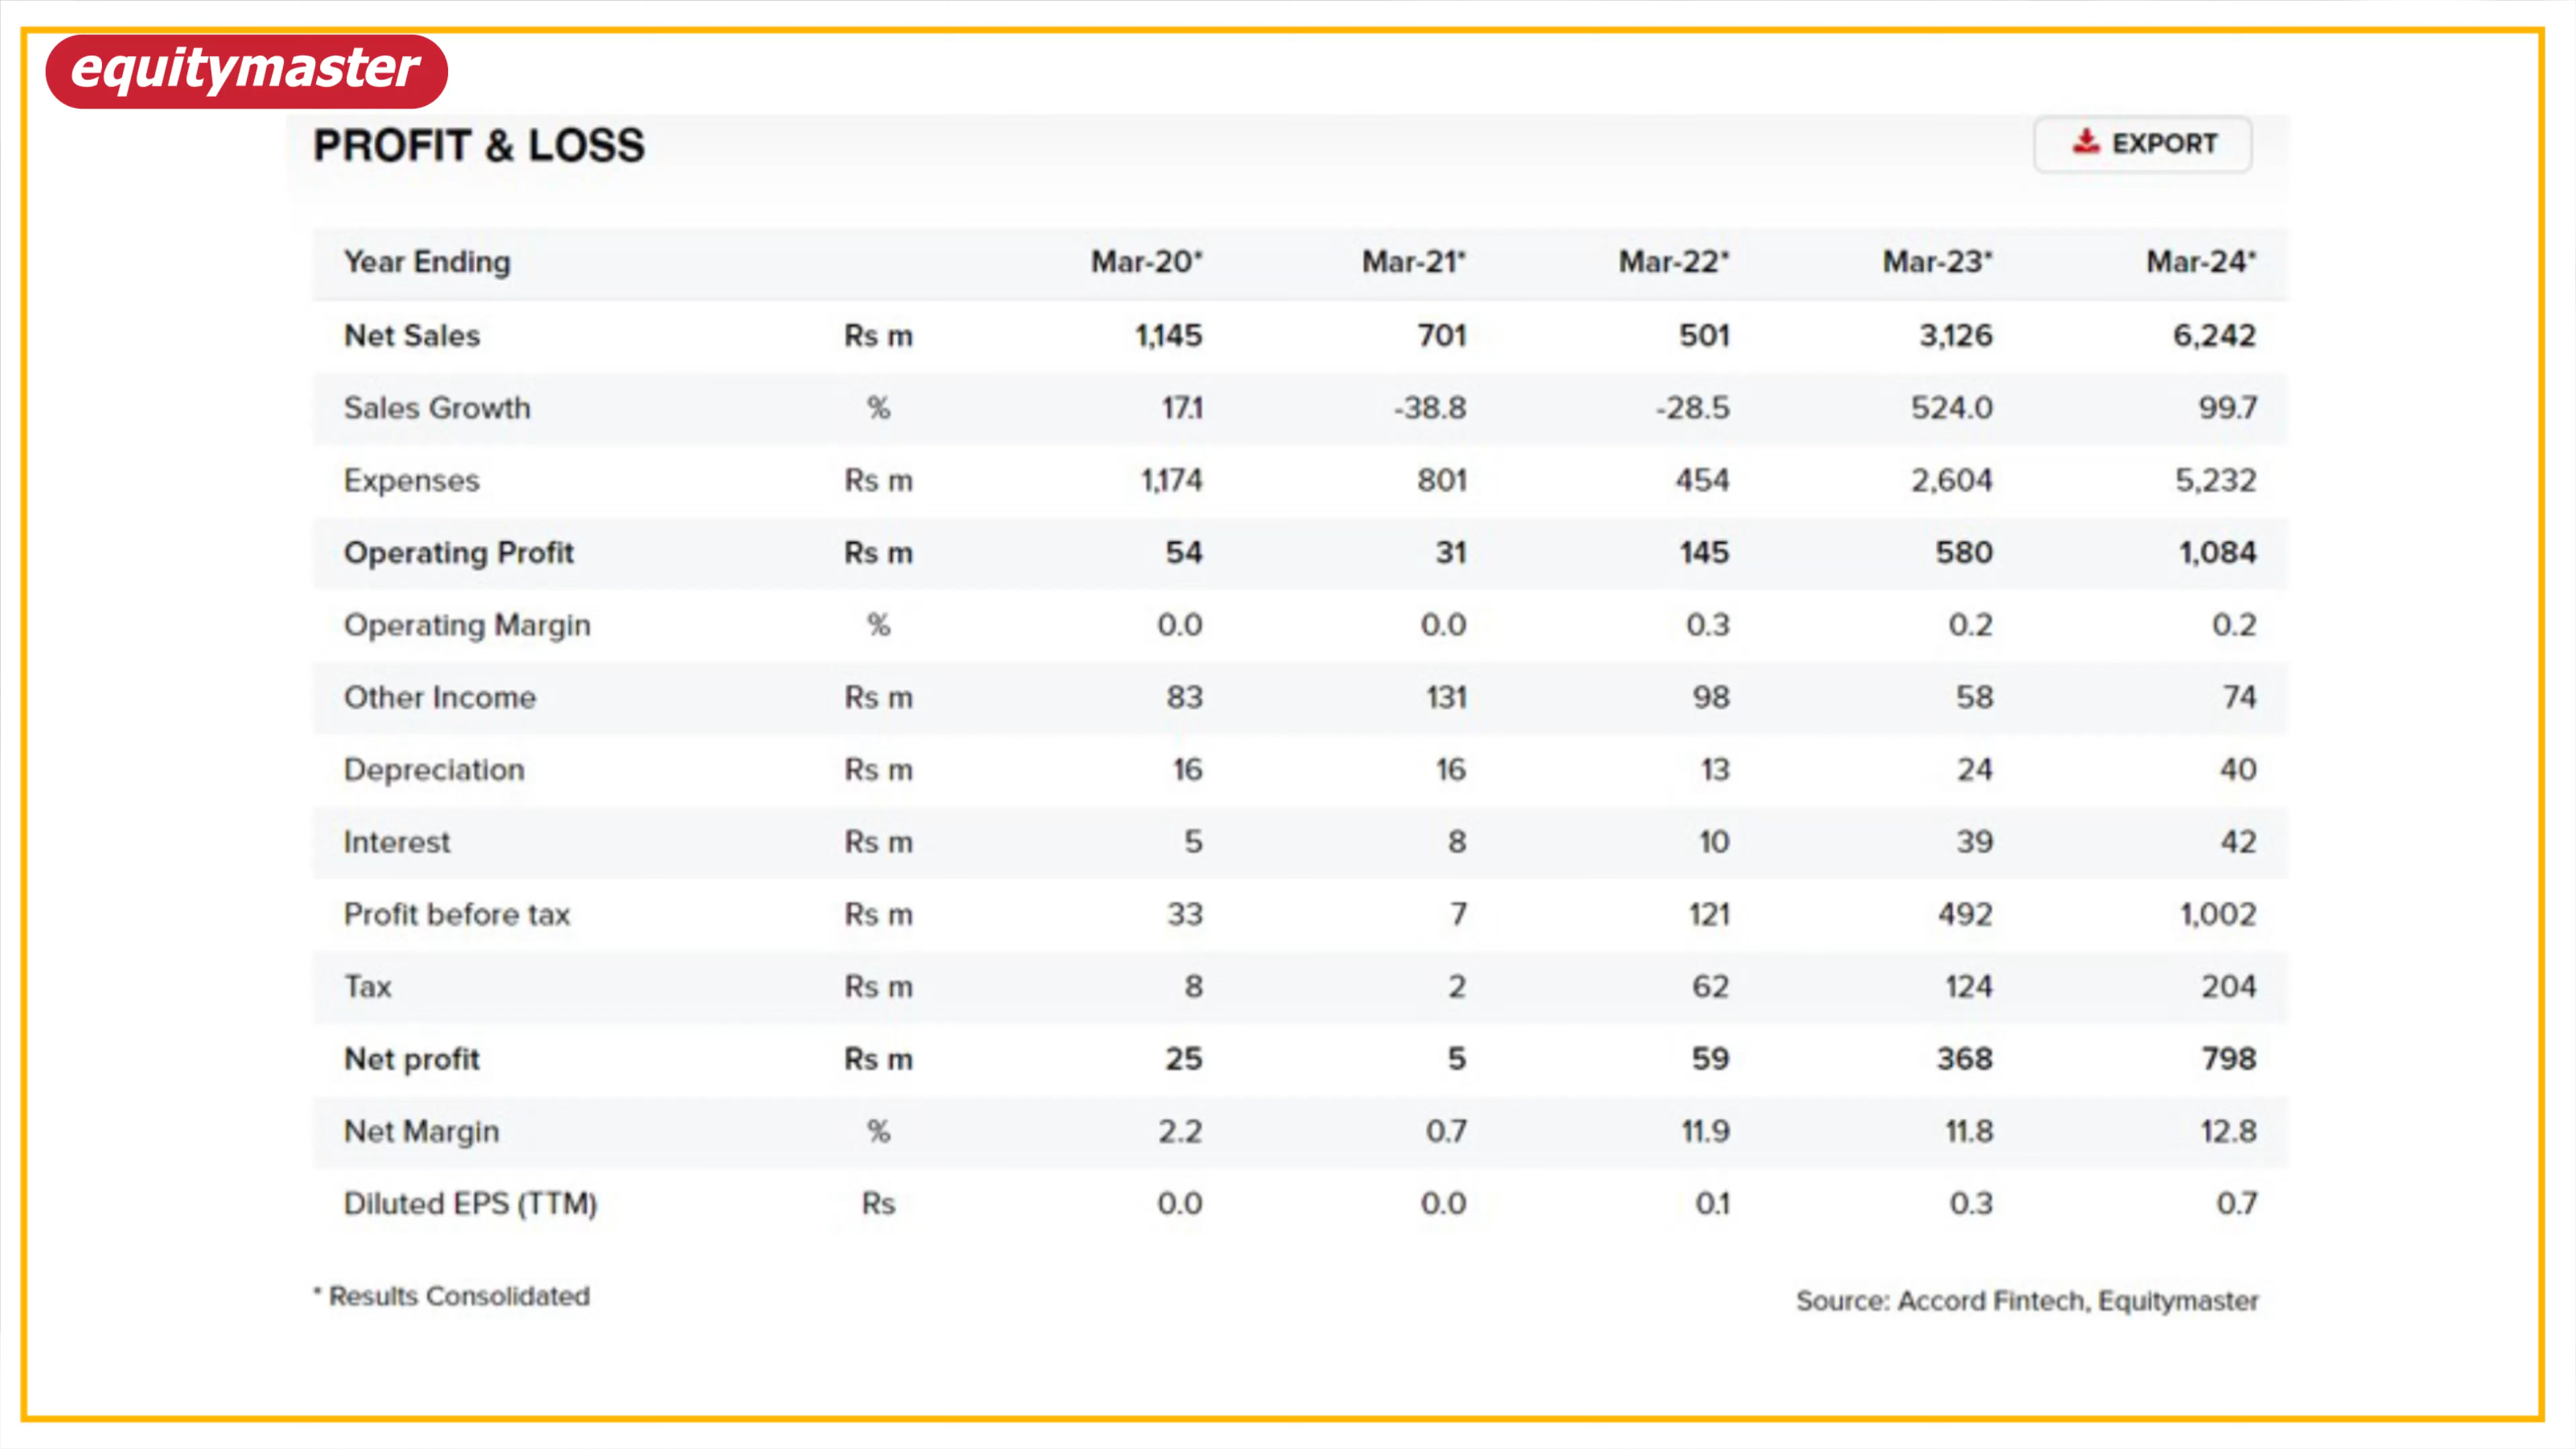 equitymaster
PROFIT & LOSS
EXPORT
Year Ending Mar-20* Mar-21* Mar-22* Mar-23* Mar-24*
Net Sales Rs m 1,145 701 501 3,126 6,242
Sales Growth % 17.1 -38.8 -28.5 524.0 99.7
Expenses Rs m 1,174 801 454 2,604 5,232
Operating Profit Rs m 54 31 145 580 1,084
Operating Margin % 0.0 0.0 0.3 0.2 0.2
Other Income Rs m 83 131 98 58 74
Depreciation Rs m 16 16 13 24 40
Interest Rs m 5 8 10 39 42
Profit before tax Rs m 33 7 121 492 1,002
Tax Rs m 8 2 62 124 204
Net profit Rs m 25 5 59 368 798
Net Margin % 2.2 0.7 11.9 11.8 12.8
Diluted EPS (TTM) Rs 0.0 0.0 0.1 0.3 0.7
* Results Consolidated
Source: Accord Fintech, Equitymaster